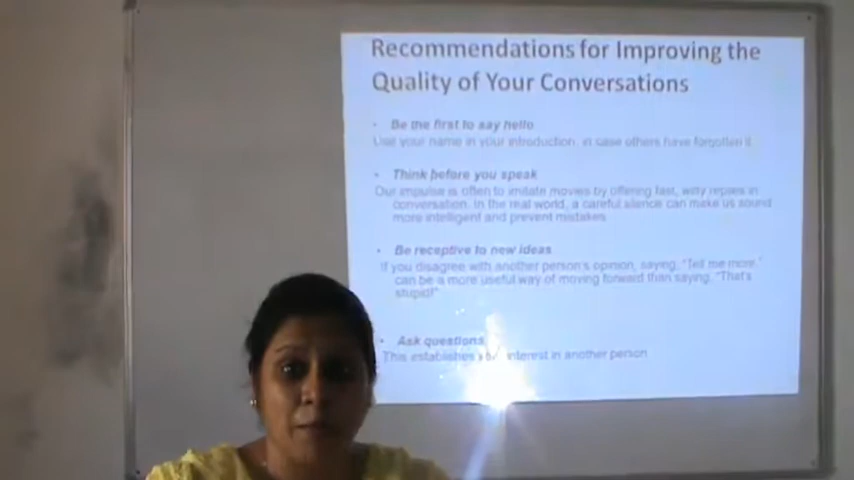 Recommendations for Improving the
Quality of Your Conversations
• Be the first to say hello
Use your name in your introduction, in case others have forgotten it.
• Think before you speak
Our impulse is often to imitate movies by offering fast, witty replies in
conversation. In the real world, a careful silence can make us sound
more intelligent and prevent mistakes.
• Be receptive to new ideas
If you disagree with another person's opinion, saying, "Tell me more,"
can be a more useful way of moving forward than saying, "That's
stupid!"
• Ask questions
This establishes interest in another person